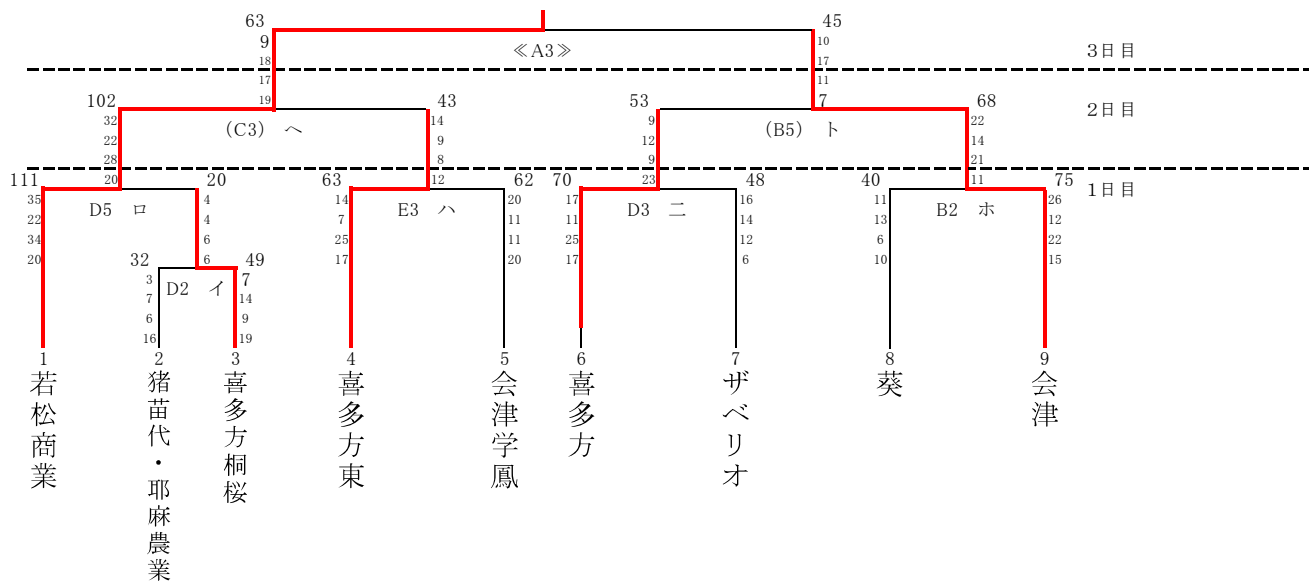 63 45
9 10
≪A3≫ 3日目
18 17
17 11
19 7
102 43 53 68
2日目
32 14 9 22
(C3) ヘ (B5) ト
22 9 12 14
28 8 9 21
20 12 23 11
111 20 63 62 70 48 40 75
1日目
35 4 14 20 17 16 11 26
D5 ロ E3 ハ D3 ニ B2 ホ
22 4 7 11 11 14 13 12
34 6 25 11 25 12 6 22
20 6 17 20 17 6 10 15
32 49
3 7
D2 イ
7 14
6 9
16 19
1 2 3 4 5 6 7 8 9
若松商業
猪苗代・耶麻農業
喜多方桐桜
喜多方東
会津学鳳
喜多方
ザベリオ
葵
会津